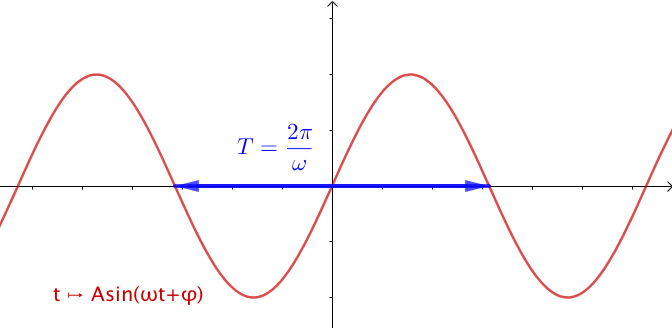 T = 2π/ω
t ↦ Asin(ωt+φ)